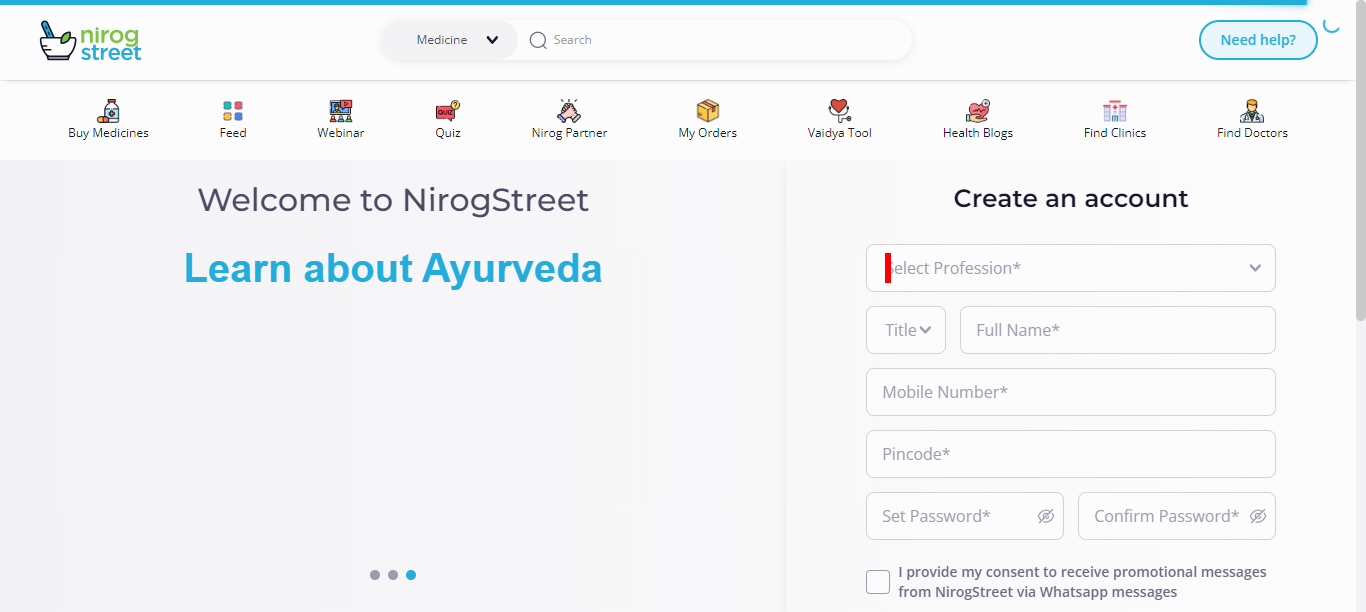 nirog
street
Medicine
Search
Need help?
Buy Medicines
Feed
QUIZ
Webinar
Quiz
Nirog Partner
My Orders
Vaidya Tool
Health Blogs
Find Clinics
Find Doctors
Welcome to NirogStreet
Learn about Ayurveda
Create an account
Select Profession*
Title
Full Name*
Mobile Number*
Pincode*
Set Password*
Confirm Password*
I provide my consent to receive promotional messages
from NirogStreet via Whatsapp messages